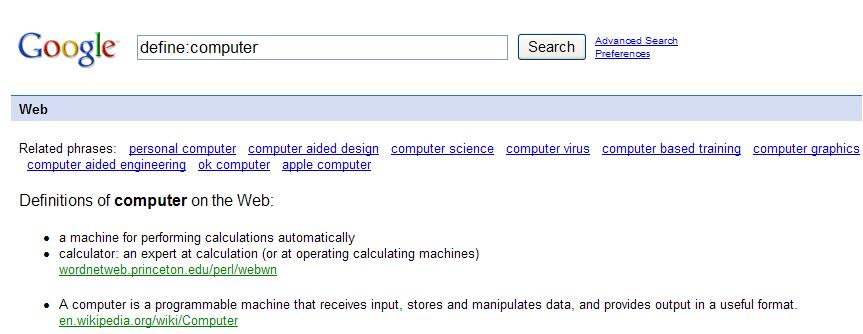 Google define:computer Search Advanced Search
Preferences
Web
Related phrases: personal computer computer aided design computer science computer virus computer based training computer graphics
computer aided engineering ok computer apple computer
Definitions of computer on the Web:
a machine for performing calculations automatically
calculator: an expert at calculation (or at operating calculating machines)
wordnetweb.princeton.edu/perl/webwn
A computer is a programmable machine that receives input, stores and manipulates data, and provides output in a useful format.
en.wikipedia.org/wiki/Computer